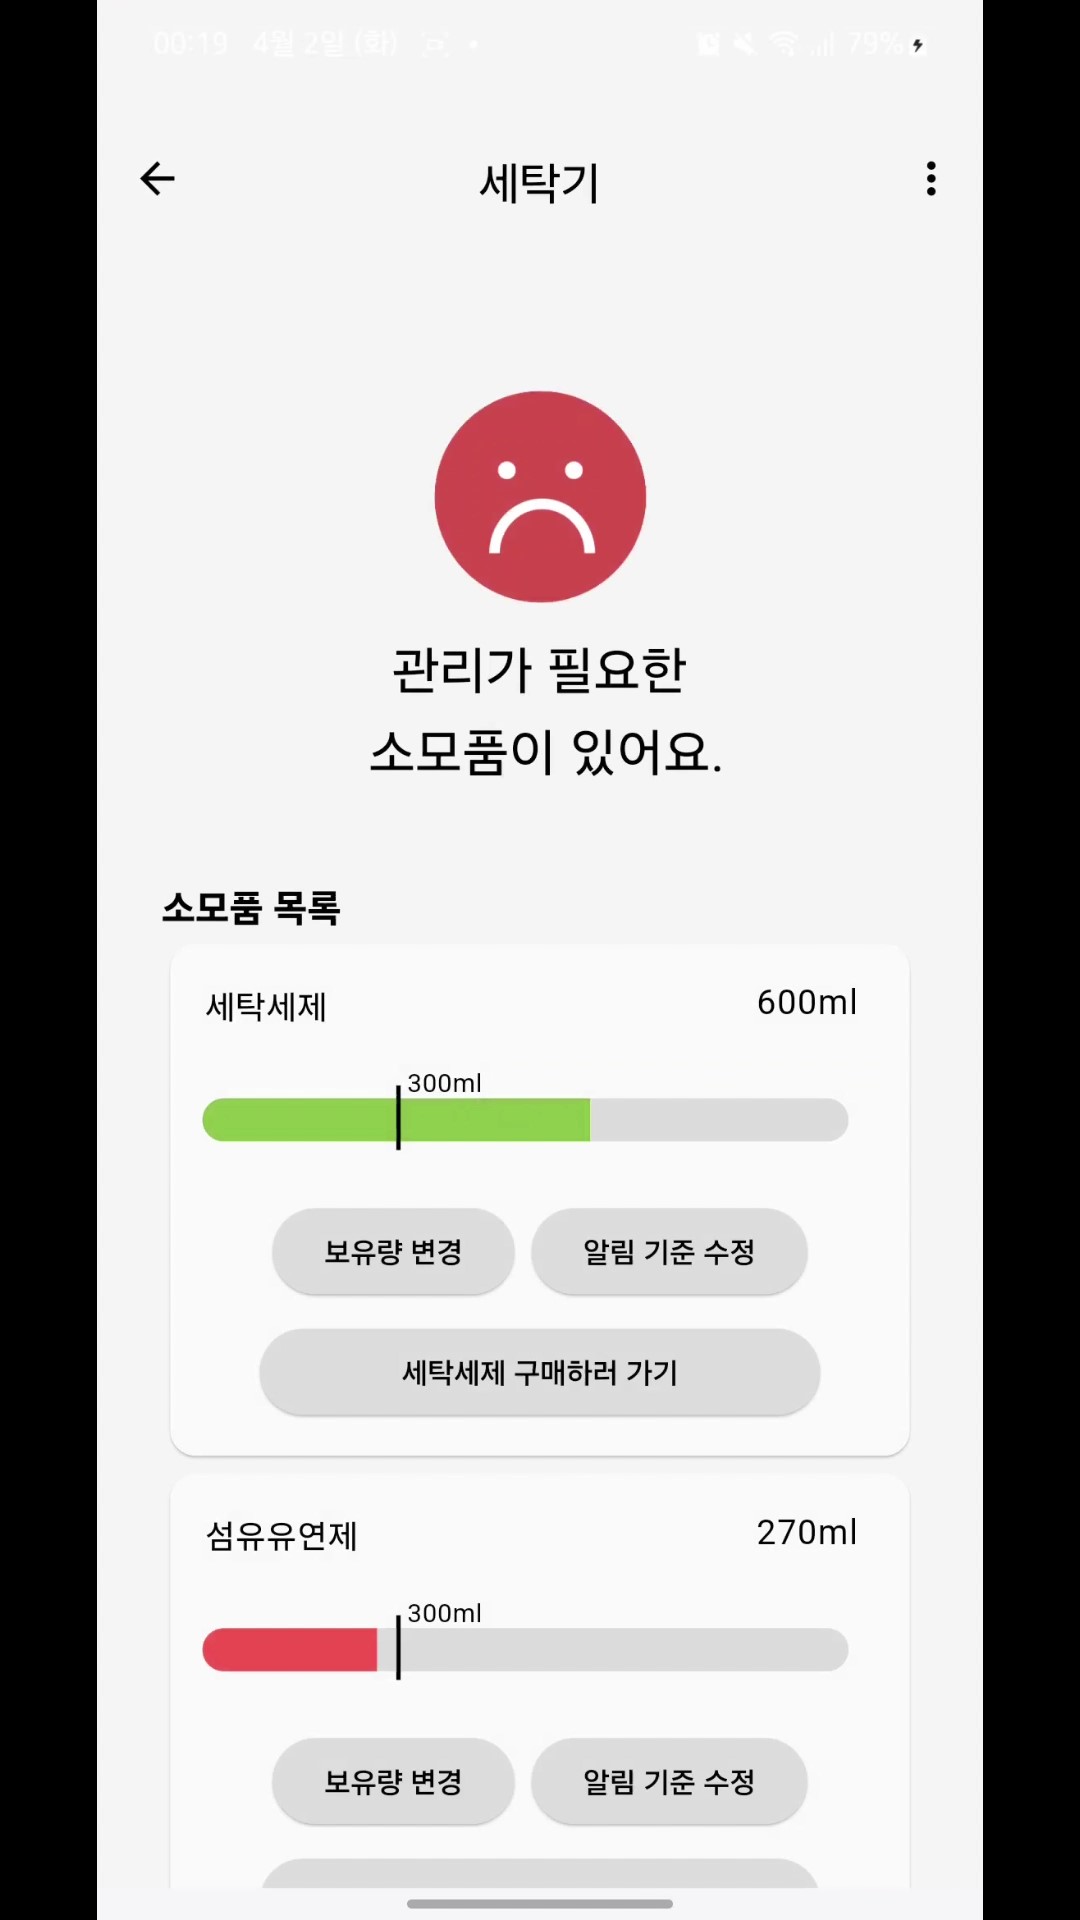 00:19 4월 2일 (화) 79%
세탁기
관리가 필요한
소모품이 있어요.
소모품 목록
세탁세제 600ml
300ml
보유량 변경 알림 기준 수정
세탁세제 구매하러 가기
섬유유연제 270ml
300ml
보유량 변경 알림 기준 수정